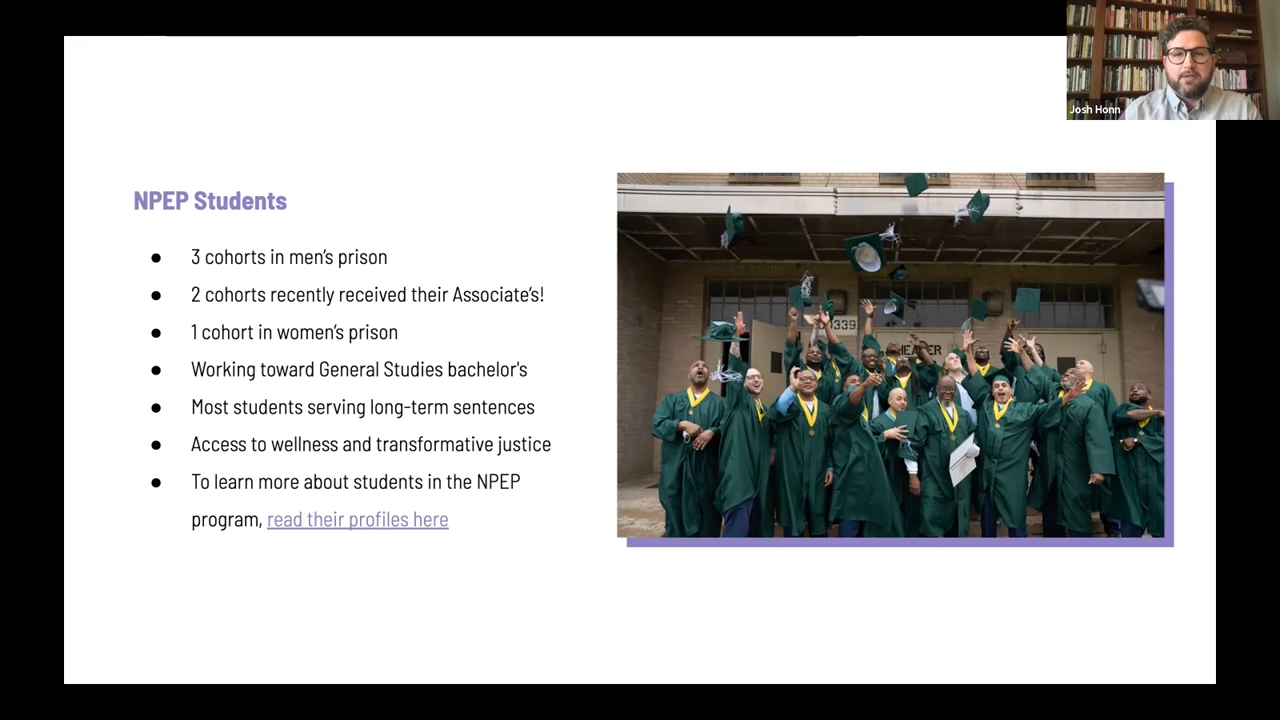 Josh Honn
NPEP Students
● 3 cohorts in men's prison
● 2 cohorts recently received their Associate's!
● 1 cohort in women's prison
● Working toward General Studies bachelor's
● Most students serving long-term sentences
● Access to wellness and transformative justice
● To learn more about students in the NPEP
program, read their profiles here
339